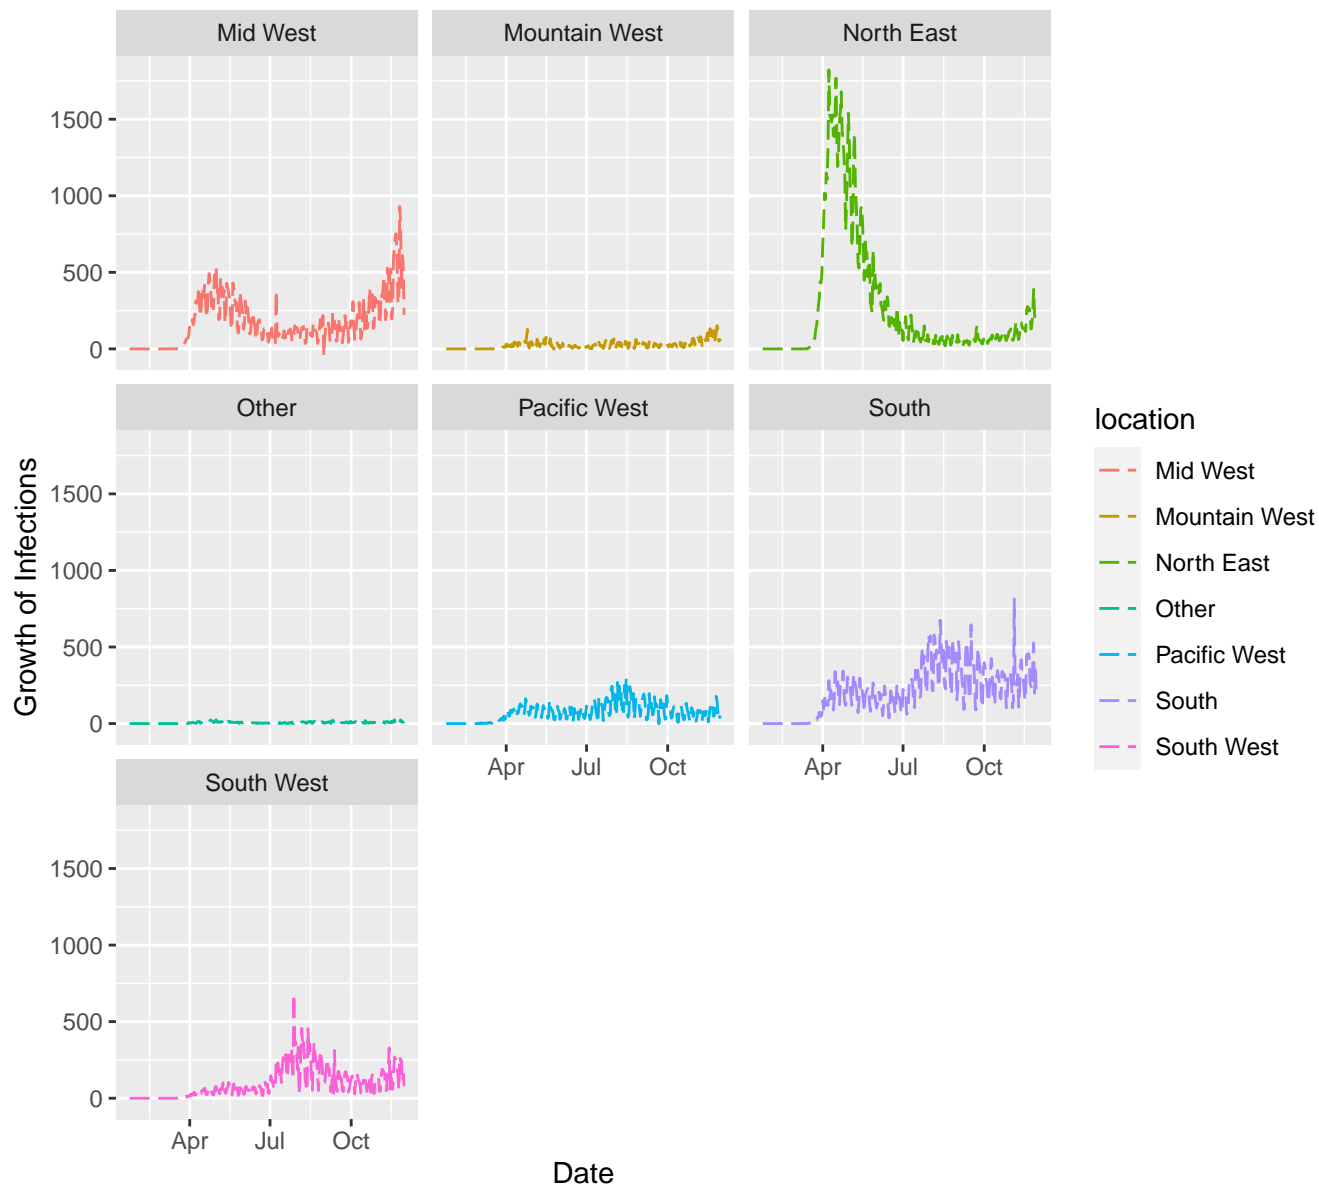 Mid West
Mountain West
North East
1500
1000
500
0
Other
Pacific West
South
1500
1000
500
0
Apr
Jul
Oct
Apr
Jul
Oct
South West
1500
1000
500
0
Apr
Jul
Oct
Growth of Infections
Date
location
Mid West
Mountain West
North East
Other
Pacific West
South
South West